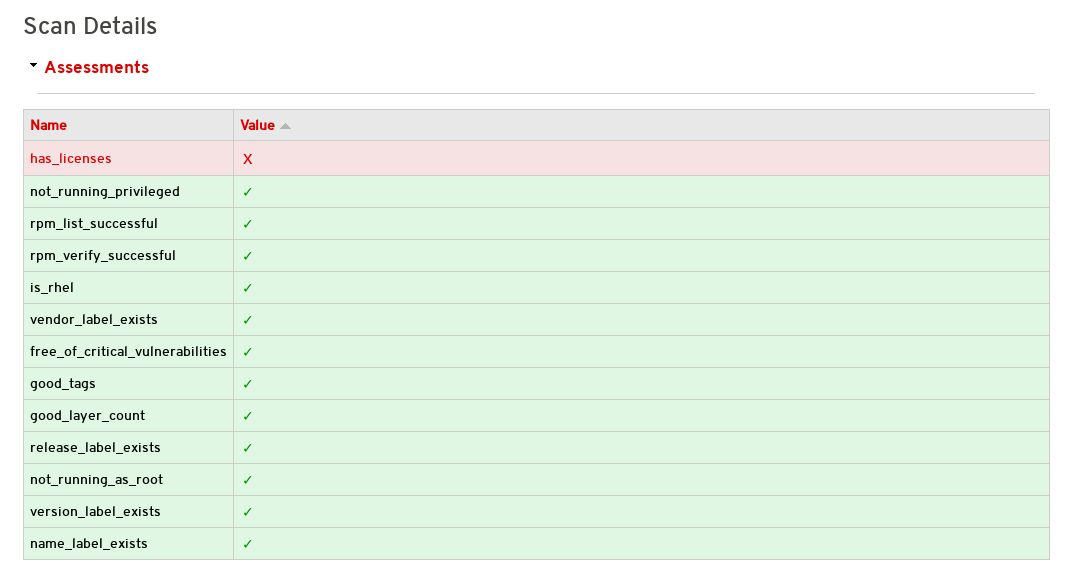 Scan Details
Assessments
Name Value
has_licenses X
not_running_privileged ✓
rpm_list_successful ✓
rpm_verify_successful ✓
is_rhel ✓
vendor_label_exists ✓
free_of_critical_vulnerabilities ✓
good_tags ✓
good_layer_count ✓
release_label_exists ✓
not_running_as_root ✓
version_label_exists ✓
name_label_exists ✓